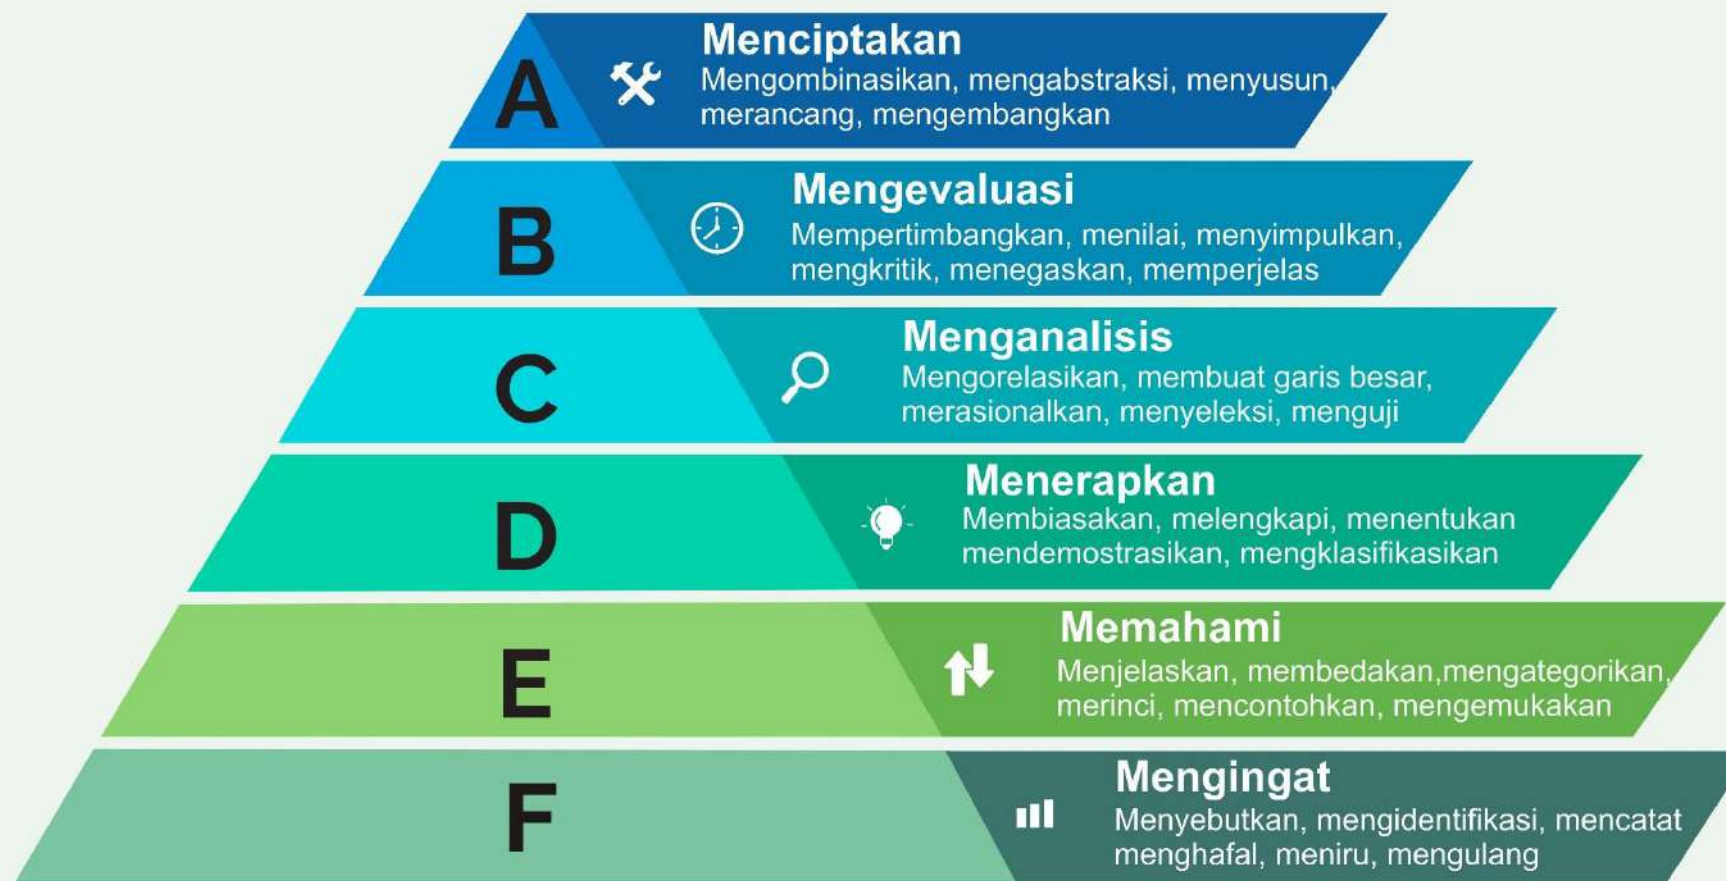 A
Menciptakan
Mengombinasikan, mengabstraksi, menyusun,
merancang, mengembangkan
B
Mengevaluasi
Mempertimbangkan, menilai, menyimpulkan,
mengkritik, menegaskan, memperjelas
C
Menganalisis
Mengorelasikan, membuat garis besar,
merasionalkan, menyeleksi, menguji
D
Menerapkan
Membiasakan, melengkapi, menentukan
mendemostrasikan, mengklasifikasikan
E
Memahami
Menjelaskan, membedakan,mengategorikan,
merinci, mencontohkan, mengemukakan
F
Mengingat
Menyebutkan, mengidentifikasi, mencatat
menghafal, meniru, mengulang